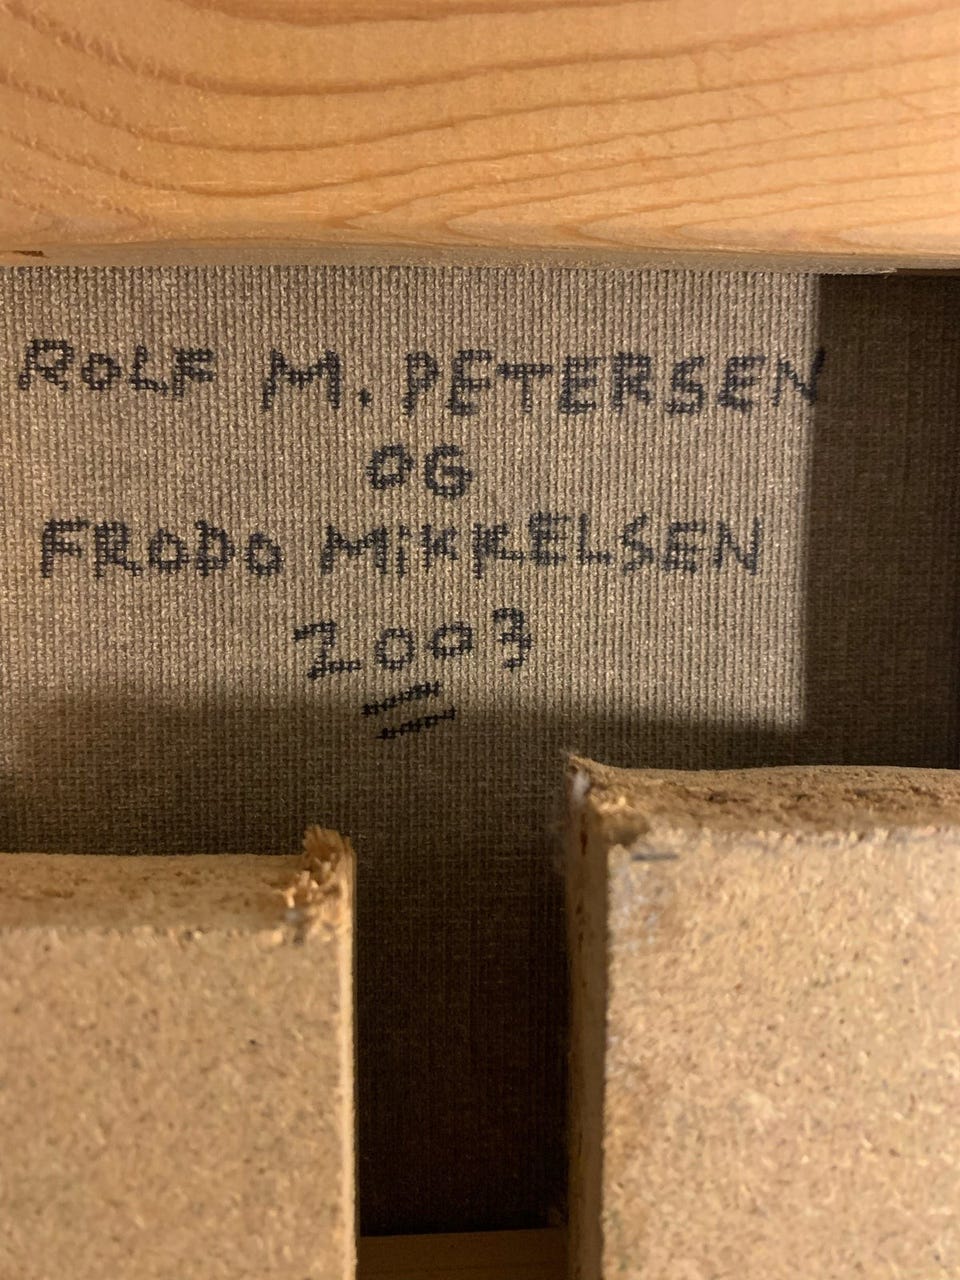 ROLF M. PETERSEN
OG
FRODO MIKKELSEN
2003